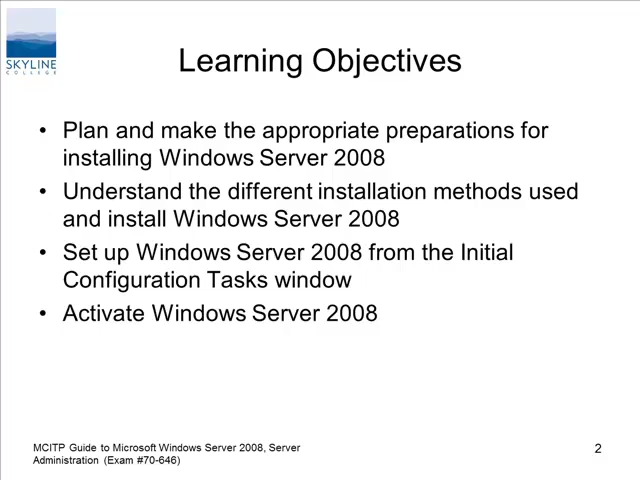 SKYLINE
COLLEGE
Learning Objectives
• Plan and make the appropriate preparations for
installing Windows Server 2008
• Understand the different installation methods used
and install Windows Server 2008
• Set up Windows Server 2008 from the Initial
Configuration Tasks window
• Activate Windows Server 2008
MCITP Guide to Microsoft Windows Server 2008, Server
Administration (Exam #70-646)
2